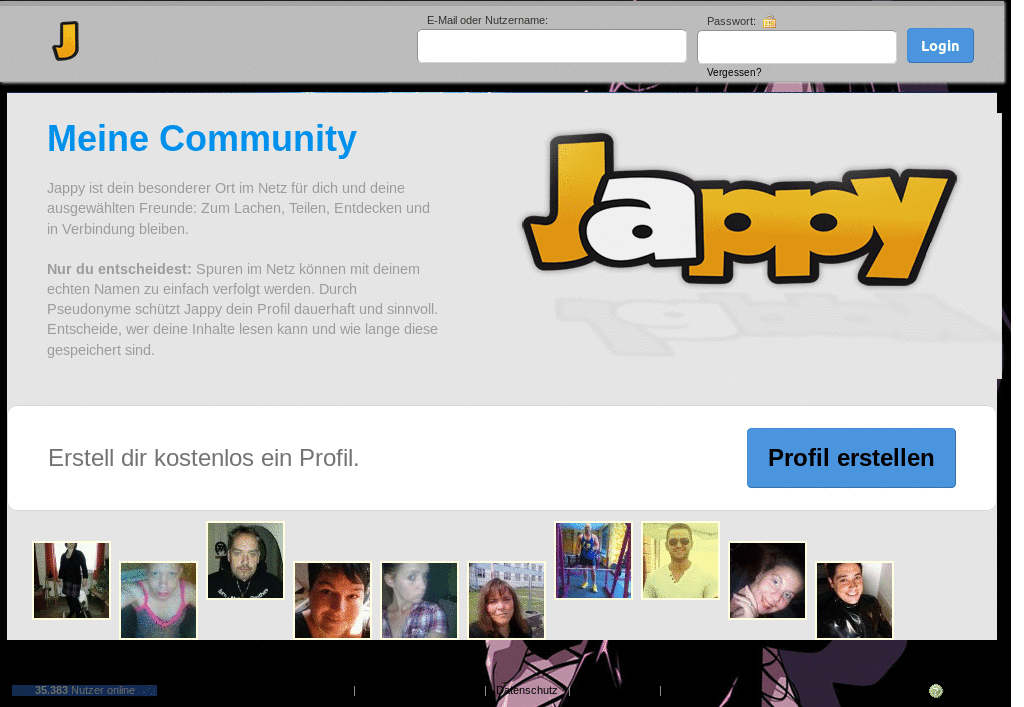 E-Mail oder Nutzername:
Passwort:
Login
Vergessen?
Meine Community
Jappy ist dein besonderer Ort im Netz für dich und deine
ausgewählten Freunde: Zum Lachen, Teilen, Entdecken und
in Verbindung bleiben.
Nur du entscheidest: Spuren im Netz können mit deinem
echten Namen zu einfach verfolgt werden. Durch
Pseudonyme schützt Jappy dein Profil dauerhaft und sinnvoll.
Entscheide, wer deine Inhalte lesen kann und wie lange diese
gespeichert sind.
Jappy
Erstell dir kostenlos ein Profil.
Profil erstellen
35.383 Nutzer online
| | Datenschutz | |